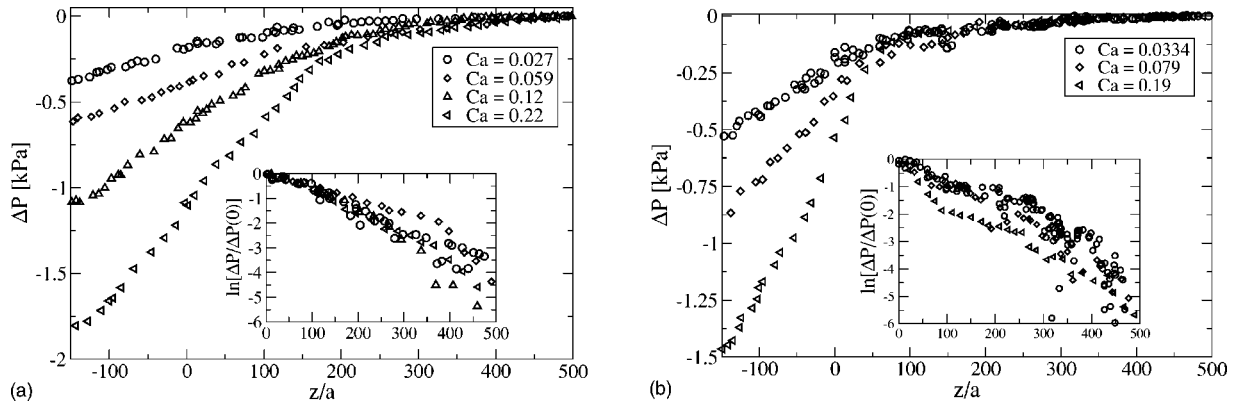 0
-0.5
-1
-1.5
-2
ΔP [kPa]
Ca = 0.027
Ca = 0.059
Ca = 0.12
Ca = 0.22
0
-1
-2
-3
-4
-5
-6
ln[ΔP/ΔP(0)]
0 100 200 300 400 500
-100 0 100 200 300 400 500
z/a
(a)
0
-0.25
-0.5
-0.75
-1
-1.25
-1.5
ΔP [kPa]
Ca = 0.0334
Ca = 0.079
Ca = 0.19
0
-1
-2
-3
-4
-5
-6
ln[ΔP/ΔP(0)]
0 100 200 300 400 500
-100 0 100 200 300 400 500
z/a
(b)